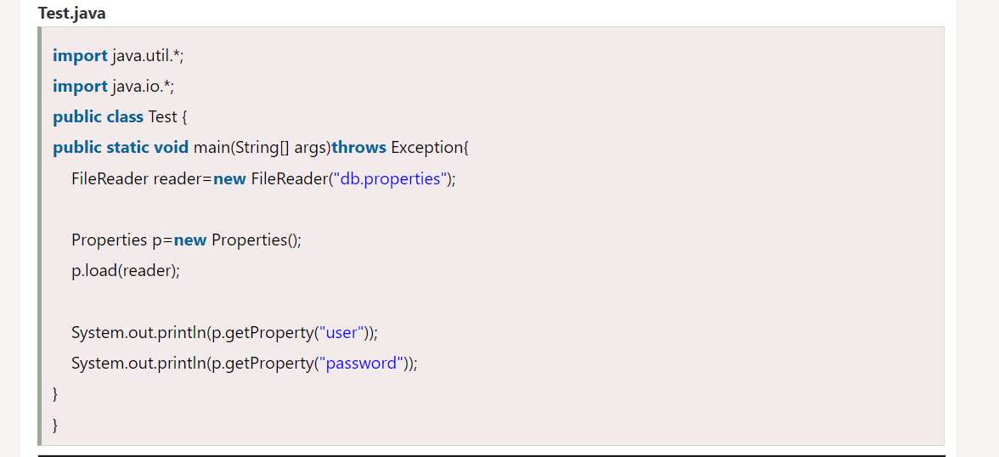 Test.java
import java.util.*;
import java.io.*;
public class Test {
public static void main(String[] args)throws Exception{
FileReader reader=new FileReader("db.properties");
Properties p=new Properties();
p.load(reader);
System.out.println(p.getProperty("user"));
System.out.println(p.getProperty("password"));
}
}